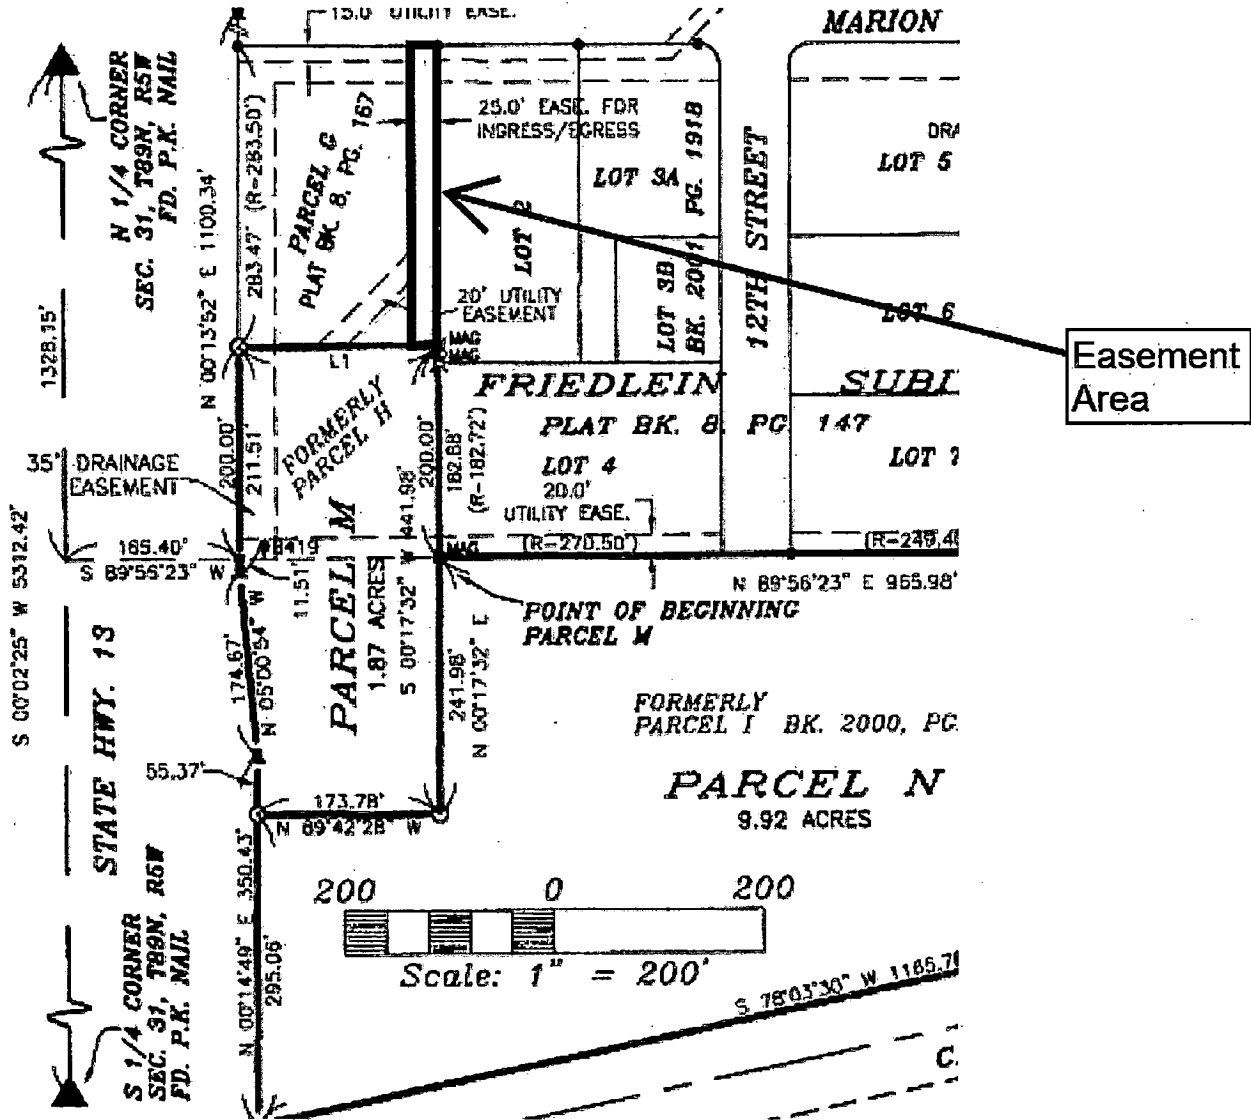 15.0' UTILITY EASE.
MARION
N 1/4 CORNER
SEC. 31, T89N, R5W
FD. P.K. NAIL
N 00°13'52" E 1100.34'
283.47' (R-283.50')
PARCEL G
PLAT BK. 8, PG. 167
25.0' EASE. FOR
INGRESS/EGRESS
LOT 2
LOT 3A
LOT 3B
BK. 2001 PG. 1918
12TH STREET
DRA
LOT 5
LOT 6
20' UTILITY
EASEMENT
MAG
MAG
Easement
Area
1328.15'
L1
FRIEDLEIN SUBI
PLAT BK. 8, PG 147
FORMERLY
PARCEL H
200.00'
211.51'
200.00'
182.68'
(R-182.72')
LOT 4
20.0'
UTILITY EASE.
LOT 7
35' DRAINAGE
EASEMENT
S 00°02'25" W 5312.42'
165.40'
S 89°56'23" W
8419
11.51'
MAG
(R-270.50')
(R-249.4
N 89°56'23" E 955.98'
PARCEL M
1.87 ACRES
S 00°17'32" W 441.98'
POINT OF BEGINNING
PARCEL M
174.67'
N 05°00'54" W
241.98'
N 00°17'32" E
STATE HWY. 13
FORMERLY
PARCEL I BK. 2000, PG.
PARCEL N
9.92 ACRES
55.37'
173.78'
N 89°42'28" W
N 00°14'49" E 350.43'
295.06'
200 0 200
Scale: 1" = 200'
S 1/4 CORNER
SEC. 31, T89N, R5W
FD. P.K. NAIL
S 78°03'30" W 1165.7
C.